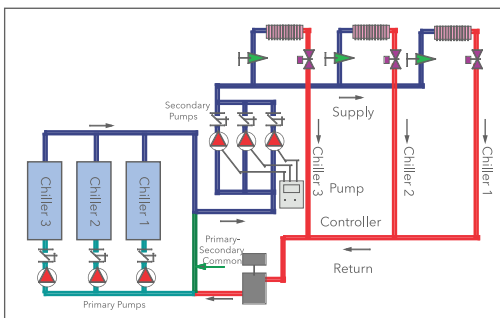 Secondary
Pumps
Supply
Chiller 3
Chiller 2
Chiller 1
Chiller 3
Chiller 2
Chiller 1
Pump
Controller
Primary-
Secondary
Common
Return
Primary Pumps